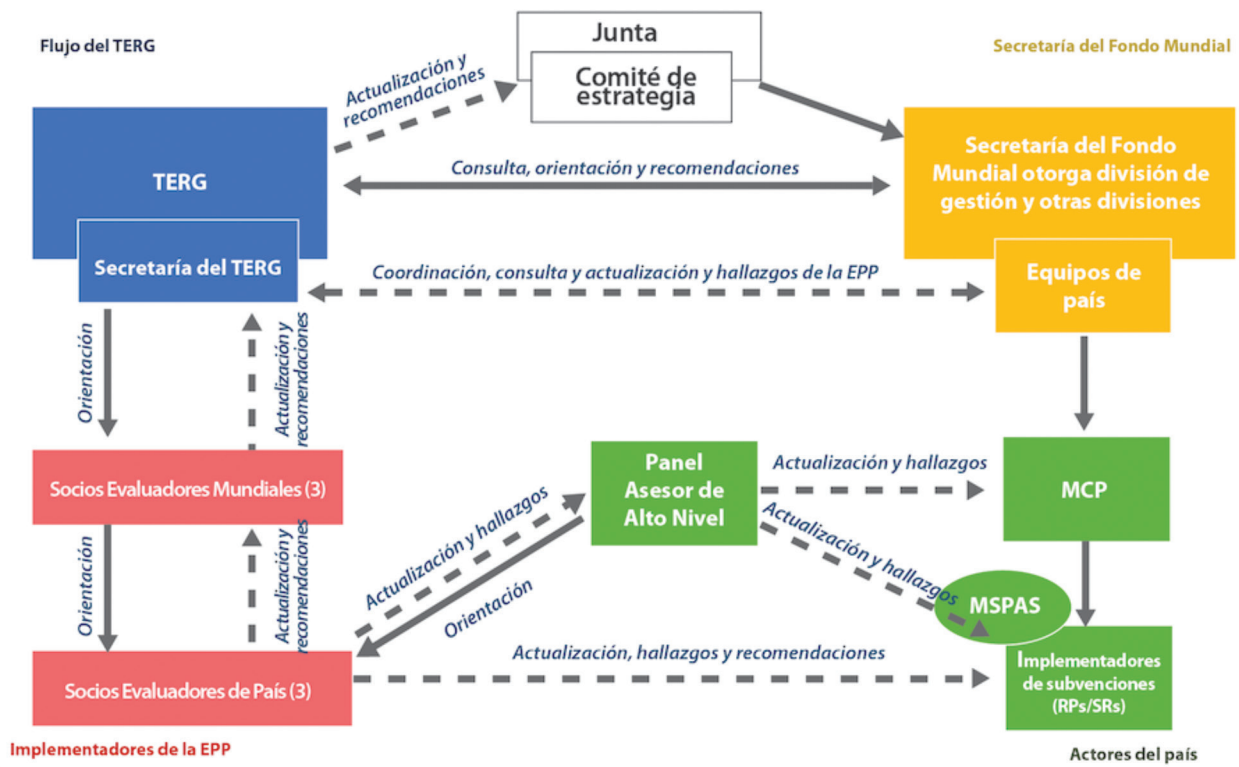 Flujo del TERG
Junta
Comité de
estrategia
Secretaría del Fondo Mundial
Actualización y
recomendaciones
TERG
Secretaría del TERG
Consulta, orientación y recomendaciones
Secretaría del Fondo
Mundial otorga división de
gestión y otras divisiones
Equipos de
país
Coordinación, consulta y actualización y hallazgos de la EPP
Orientación
Actualización y
recomendaciones
Socios Evaluadores Mundiales (3)
Panel
Asesor de
Alto Nivel
Actualización y hallazgos
MCP
Orientación
Actualización y
recomendaciones
Actualización y hallazgos
Orientación
Actualización y hallazgos
MSPAS
Socios Evaluadores de País (3)
Actualización, hallazgos y recomendaciones
Implementadores
de subvenciones
(RPs/SRs)
Implementadores de la EPP
Actores del país